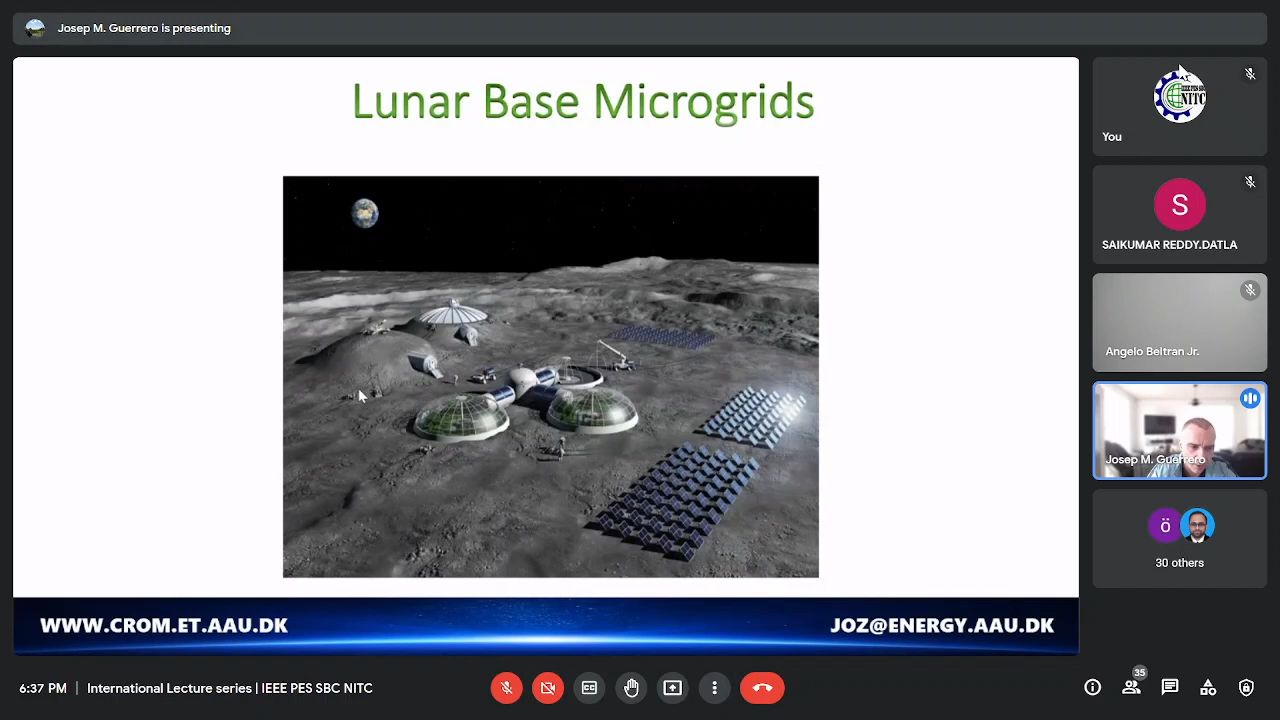 Josep M. Guerrero is presenting
Lunar Base Microgrids
WWW.CROM.ET.AAU.DK
JOZ@ENERGY.AAU.DK
NITC
You
S
SAIKUMAR REDDY.DATLA
Angelo Beltran Jr.
Josep M. Guerrero
ö
30 others
6:37 PM | International Lecture series | IEEE PES SBC NITC
35